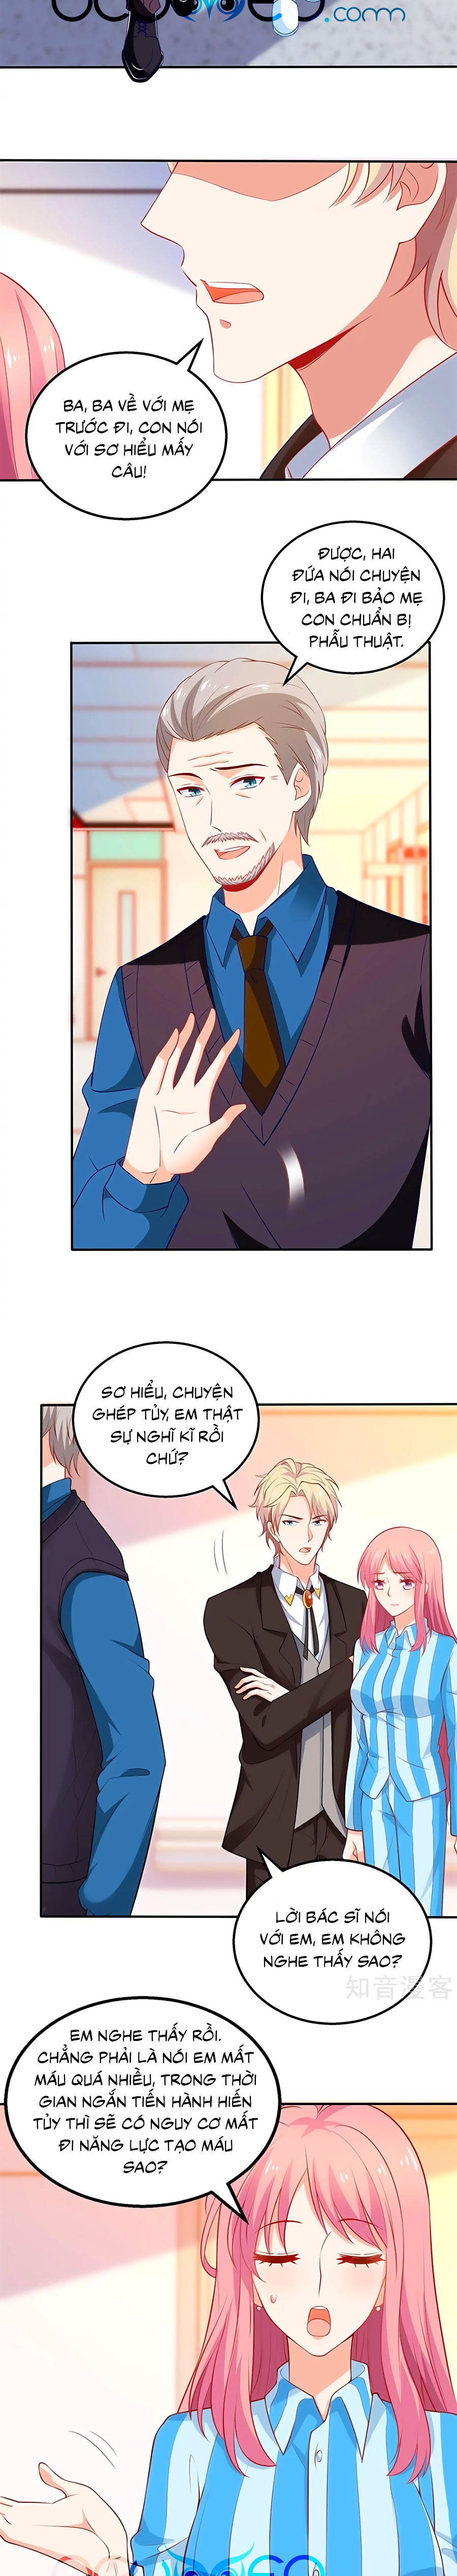 ocumeo.com
BA, BA VỀ VỚI MẸ
TRƯỚC ĐI, CON NÓI
VỚI SƠ HIỂU MẤY
CÂU!
ĐƯỢC, HAI
ĐỨA NÓI CHUYỆN
ĐI, BA ĐI BẢO MẸ
CON CHUẨN BỊ
PHẪU THUẬT.
SƠ HIỂU, CHUYỆN
GHÉP TỦY, EM THẬT
SỰ NGHĨ KĨ RỒI
CHỨ?
LỜI BÁC SĨ NÓI
VỚI EM, EM KHÔNG
NGHE THẤY SAO?
知音漫客
EM NGHE THẤY RỒI.
CHẲNG PHẢI LÀ NÓI EM MẤT
MÁU QUÁ NHIỀU, TRONG THỜI
GIAN NGẮN TIẾN HÀNH HIẾN
TỦY THÌ SẼ CÓ NGUY CƠ MẤT
ĐI NĂNG LỰC TẠO MÁU
SAO?